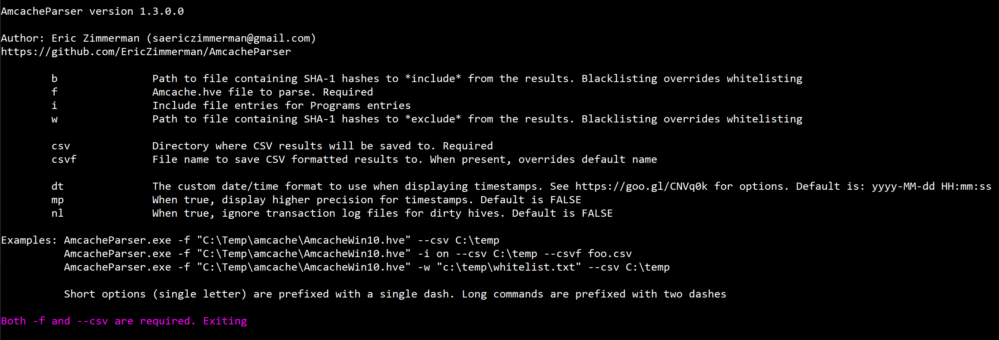 AmcacheParser version 1.3.0.0
Author: Eric Zimmerman (saericzimmerman@gmail.com)
https://github.com/EricZimmerman/AmcacheParser
b Path to file containing SHA-1 hashes to *include* from the results. Blacklisting overrides whitelisting
f Amcache.hve file to parse. Required
i Include file entries for Programs entries
w Path to file containing SHA-1 hashes to *exclude* from the results. Blacklisting overrides whitelisting
csv Directory where CSV results will be saved to. Required
csvf File name to save CSV formatted results to. When present, overrides default name
dt The custom date/time format to use when displaying timestamps. See https://goo.gl/CNVq0k for options. Default is: yyyy-MM-dd HH:mm:ss
mp When true, display higher precision for timestamps. Default is FALSE
nl When true, ignore transaction log files for dirty hives. Default is FALSE
Examples: AmcacheParser.exe -f "C:\Temp\amcache\AmcacheWin10.hve" --csv C:\temp
AmcacheParser.exe -f "C:\Temp\amcache\AmcacheWin10.hve" -i on --csv C:\temp --csvf foo.csv
AmcacheParser.exe -f "C:\Temp\amcache\AmcacheWin10.hve" -w "c:\temp\whitelist.txt" --csv C:\temp
Short options (single letter) are prefixed with a single dash. Long commands are prefixed with two dashes
Both -f and --csv are required. Exiting